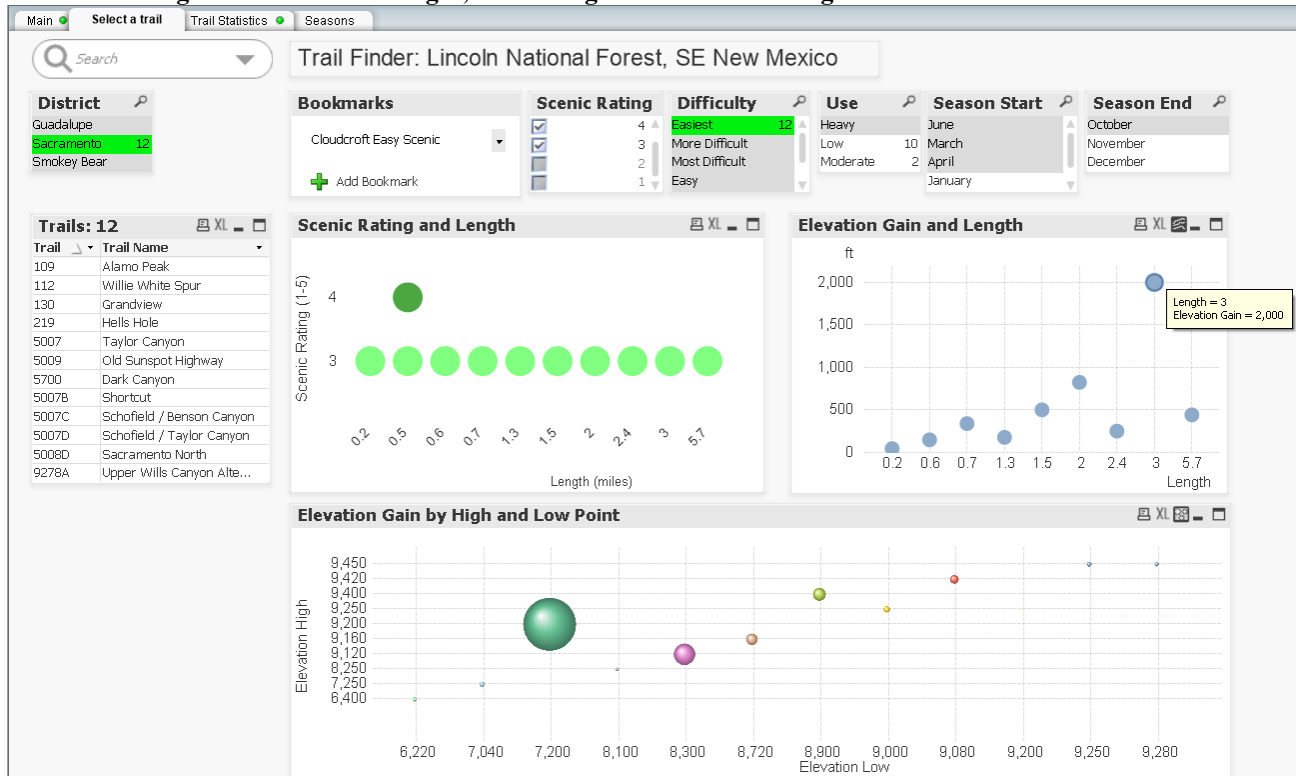 Main
Select a trail
Trail Statistics
Seasons
Search
Trail Finder: Lincoln National Forest, SE New Mexico
District
Guadalupe
Sacramento 12
Smokey Bear
Bookmarks
Cloudcroft Easy Scenic
Add Bookmark
Scenic Rating
4
3
2
1
Difficulty
Easiest 12
More Difficult
Most Difficult
Easy
Use
Heavy
Low 10
Moderate 2
Season Start
June
March
April
January
Season End
October
November
December
Trails: 12 XL
Trail Trail Name
109 Alamo Peak
112 Willie White Spur
130 Grandview
219 Hells Hole
5007 Taylor Canyon
5009 Old Sunspot Highway
5700 Dark Canyon
5007B Shortcut
5007C Schofield / Benson Canyon
5007D Schofield / Taylor Canyon
5008D Sacramento North
9278A Upper Wills Canyon Alte...
Scenic Rating and Length XL
Scenic Rating (1-5)
4
3
0.2 0.5 0.6 0.7 1.3 1.5 2 2.4 3 5.7
Length (miles)
Elevation Gain and Length XL
ft
2,000
1,500
1,000
500
0
Length = 3
Elevation Gain = 2,000
0.2 0.6 0.7 1.3 1.5 2 2.4 3 5.7
Length
Elevation Gain by High and Low Point XL
Elevation High
9,450
9,420
9,400
9,250
9,200
9,160
9,120
8,250
7,250
6,400
6,220 7,040 7,200 8,100 8,300 8,720 8,900 9,000 9,080 9,200 9,250 9,280
Elevation Low